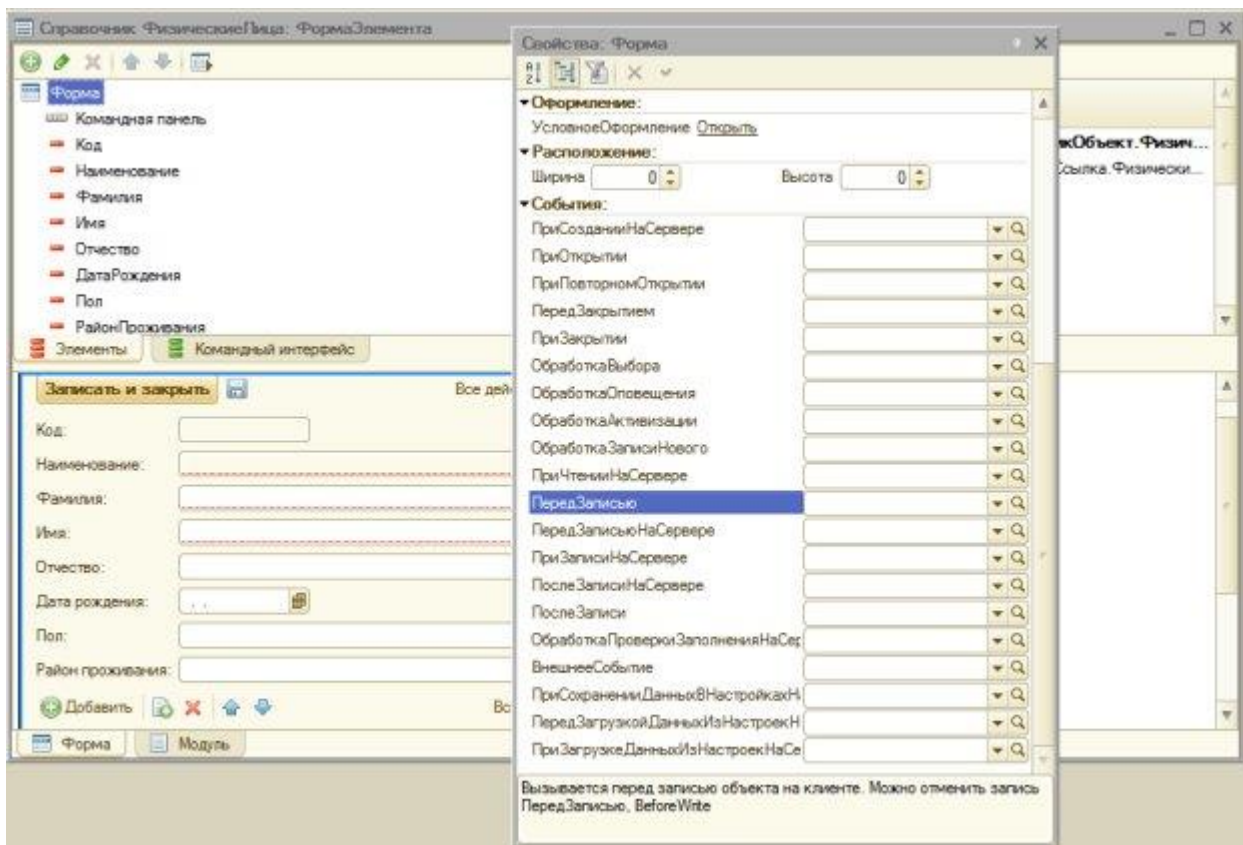 Справочник ФизическиеЛица: ФормаЭлемента
Форма
Командная панель
Код
Наименование
Фамилия
Имя
Отчество
ДатаРождения
Пол
РайонПроживания
Элементы
Командный интерфейс
Записать и закрыть
Все дей
Код:
Наименование:
Фамилия:
Имя:
Отчество:
Дата рождения:
Пол:
Район проживания:
Добавить
Вс
Форма
Модуль
Свойства: Форма
Оформление:
УсловноеОформление Открыть
Расположение:
Ширина 0 Высота 0
События:
ПриСозданииНаСервере
ПриОткрытии
ПриПовторномОткрытии
ПередЗакрытием
ПриЗакрытии
ОбработкаВыбора
ОбработкаОповещения
ОбработкаАктивизации
ОбработкаЗаписиНового
ПриЧтенииНаСервере
ПередЗаписью
ПередЗаписьюНаСервере
ПриЗаписиНаСервере
ПослеЗаписиНаСервере
ПослеЗаписи
ОбработкаПроверкиЗаполненияНаСер
ВнешнееСобытие
ПриСохраненииДанныхВНастройкахН
ПередЗагрузкойДанныхИзНастроекН
ПриЗагрузкеДанныхИзНастроекНаСе
Вызывается перед записью объекта на клиенте. Можно отменить запись
ПередЗаписью, BeforeWrite
кОбъект.Физич...
Ссылка.Физически...